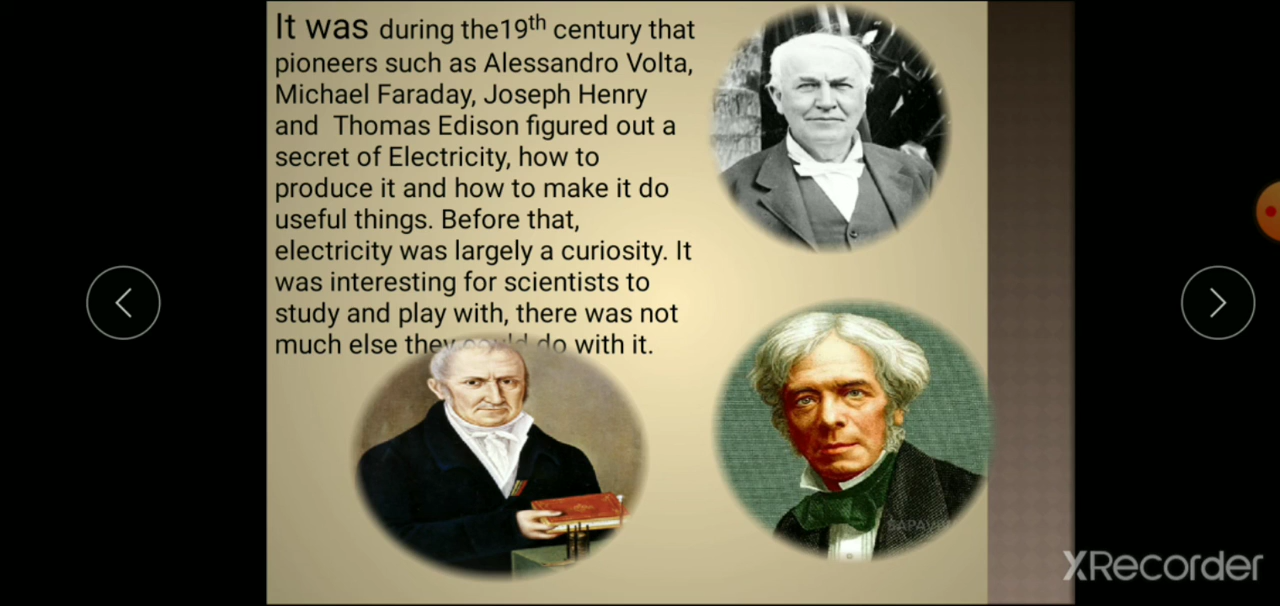 It was during the19th century that
pioneers such as Alessandro Volta,
Michael Faraday, Joseph Henry
and Thomas Edison figured out a
secret of Electricity, how to
produce it and how to make it do
useful things. Before that,
electricity was largely a curiosity. It
was interesting for scientists to
study and play with, there was not
much else they could do with it.
XRecorder